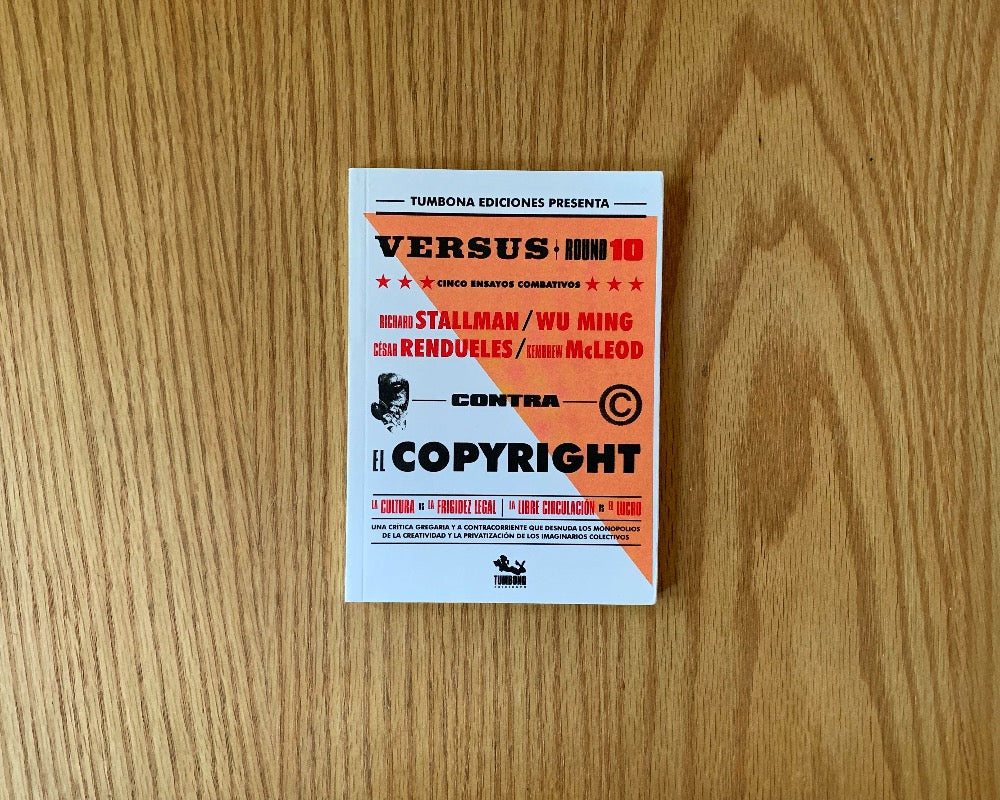 TUMBONA EDICIONES PRESENTA
VERSUS ROUND 10
★ ★ ★ CINCO ENSAYOS COMBATIVOS ★ ★ ★
RICHARD STALLMAN / WU MING
CÉSAR RENDUELES / KEMBREW McLEOD
CONTRA ©
EL COPYRIGHT
LA CULTURA VS LA FRIGIDEZ LEGAL | LA LIBRE CIRCULACIÓN VS EL LUCRO
UNA CRÍTICA GREGARIA Y A CONTRACORRIENTE QUE DESNUDA LOS MONOPOLIOS
DE LA CREATIVIDAD Y LA PRIVATIZACIÓN DE LOS IMAGINARIOS COLECTIVOS
TUMBONA
EDICIONES